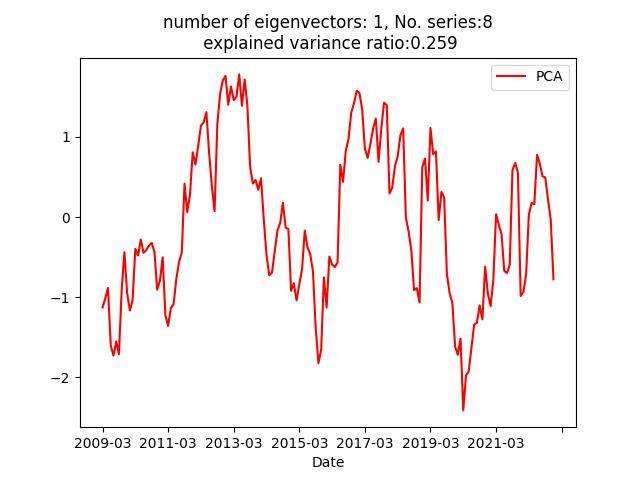 number of eigenvectors: 1, No. series:8
explained variance ratio:0.259
PCA
1
0
−1
−2
2009-03 2011-03 2013-03 2015-03 2017-03 2019-03 2021-03
Date